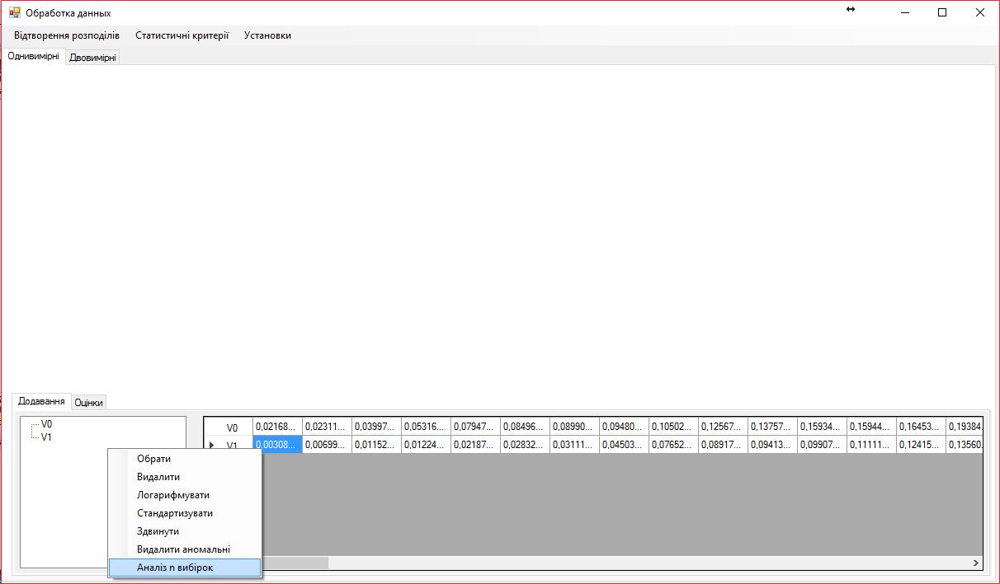 Обработка данных
Відтворення розподілів Статистичні критерії Установки
Однивимірні Двовимірні
Додавання Оцінки
V0
V1
V0 0,02168... 0,02311... 0,03997... 0,05316... 0,07947... 0,08496... 0,08990... 0,09480... 0,10502... 0,12567... 0,13757... 0,15934... 0,15944... 0,16453... 0,19384.
V1 0,00308... 0,00699... 0,01152... 0,01224... 0,02187... 0,02832... 0,03111... 0,04503... 0,07652... 0,08917... 0,09413... 0,09907... 0,11111... 0,12415... 0,13560.
Обрати
Видалити
Логарифмувати
Стандартизувати
Здвинути
Видалити аномальні
Аналіз n вибірок